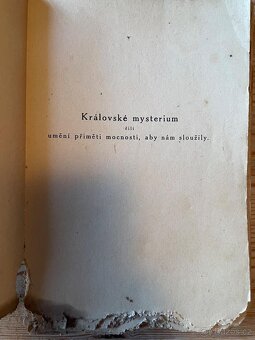 Královské mysterium
čili
umění přiměti mocnosti, aby nám sloužily.